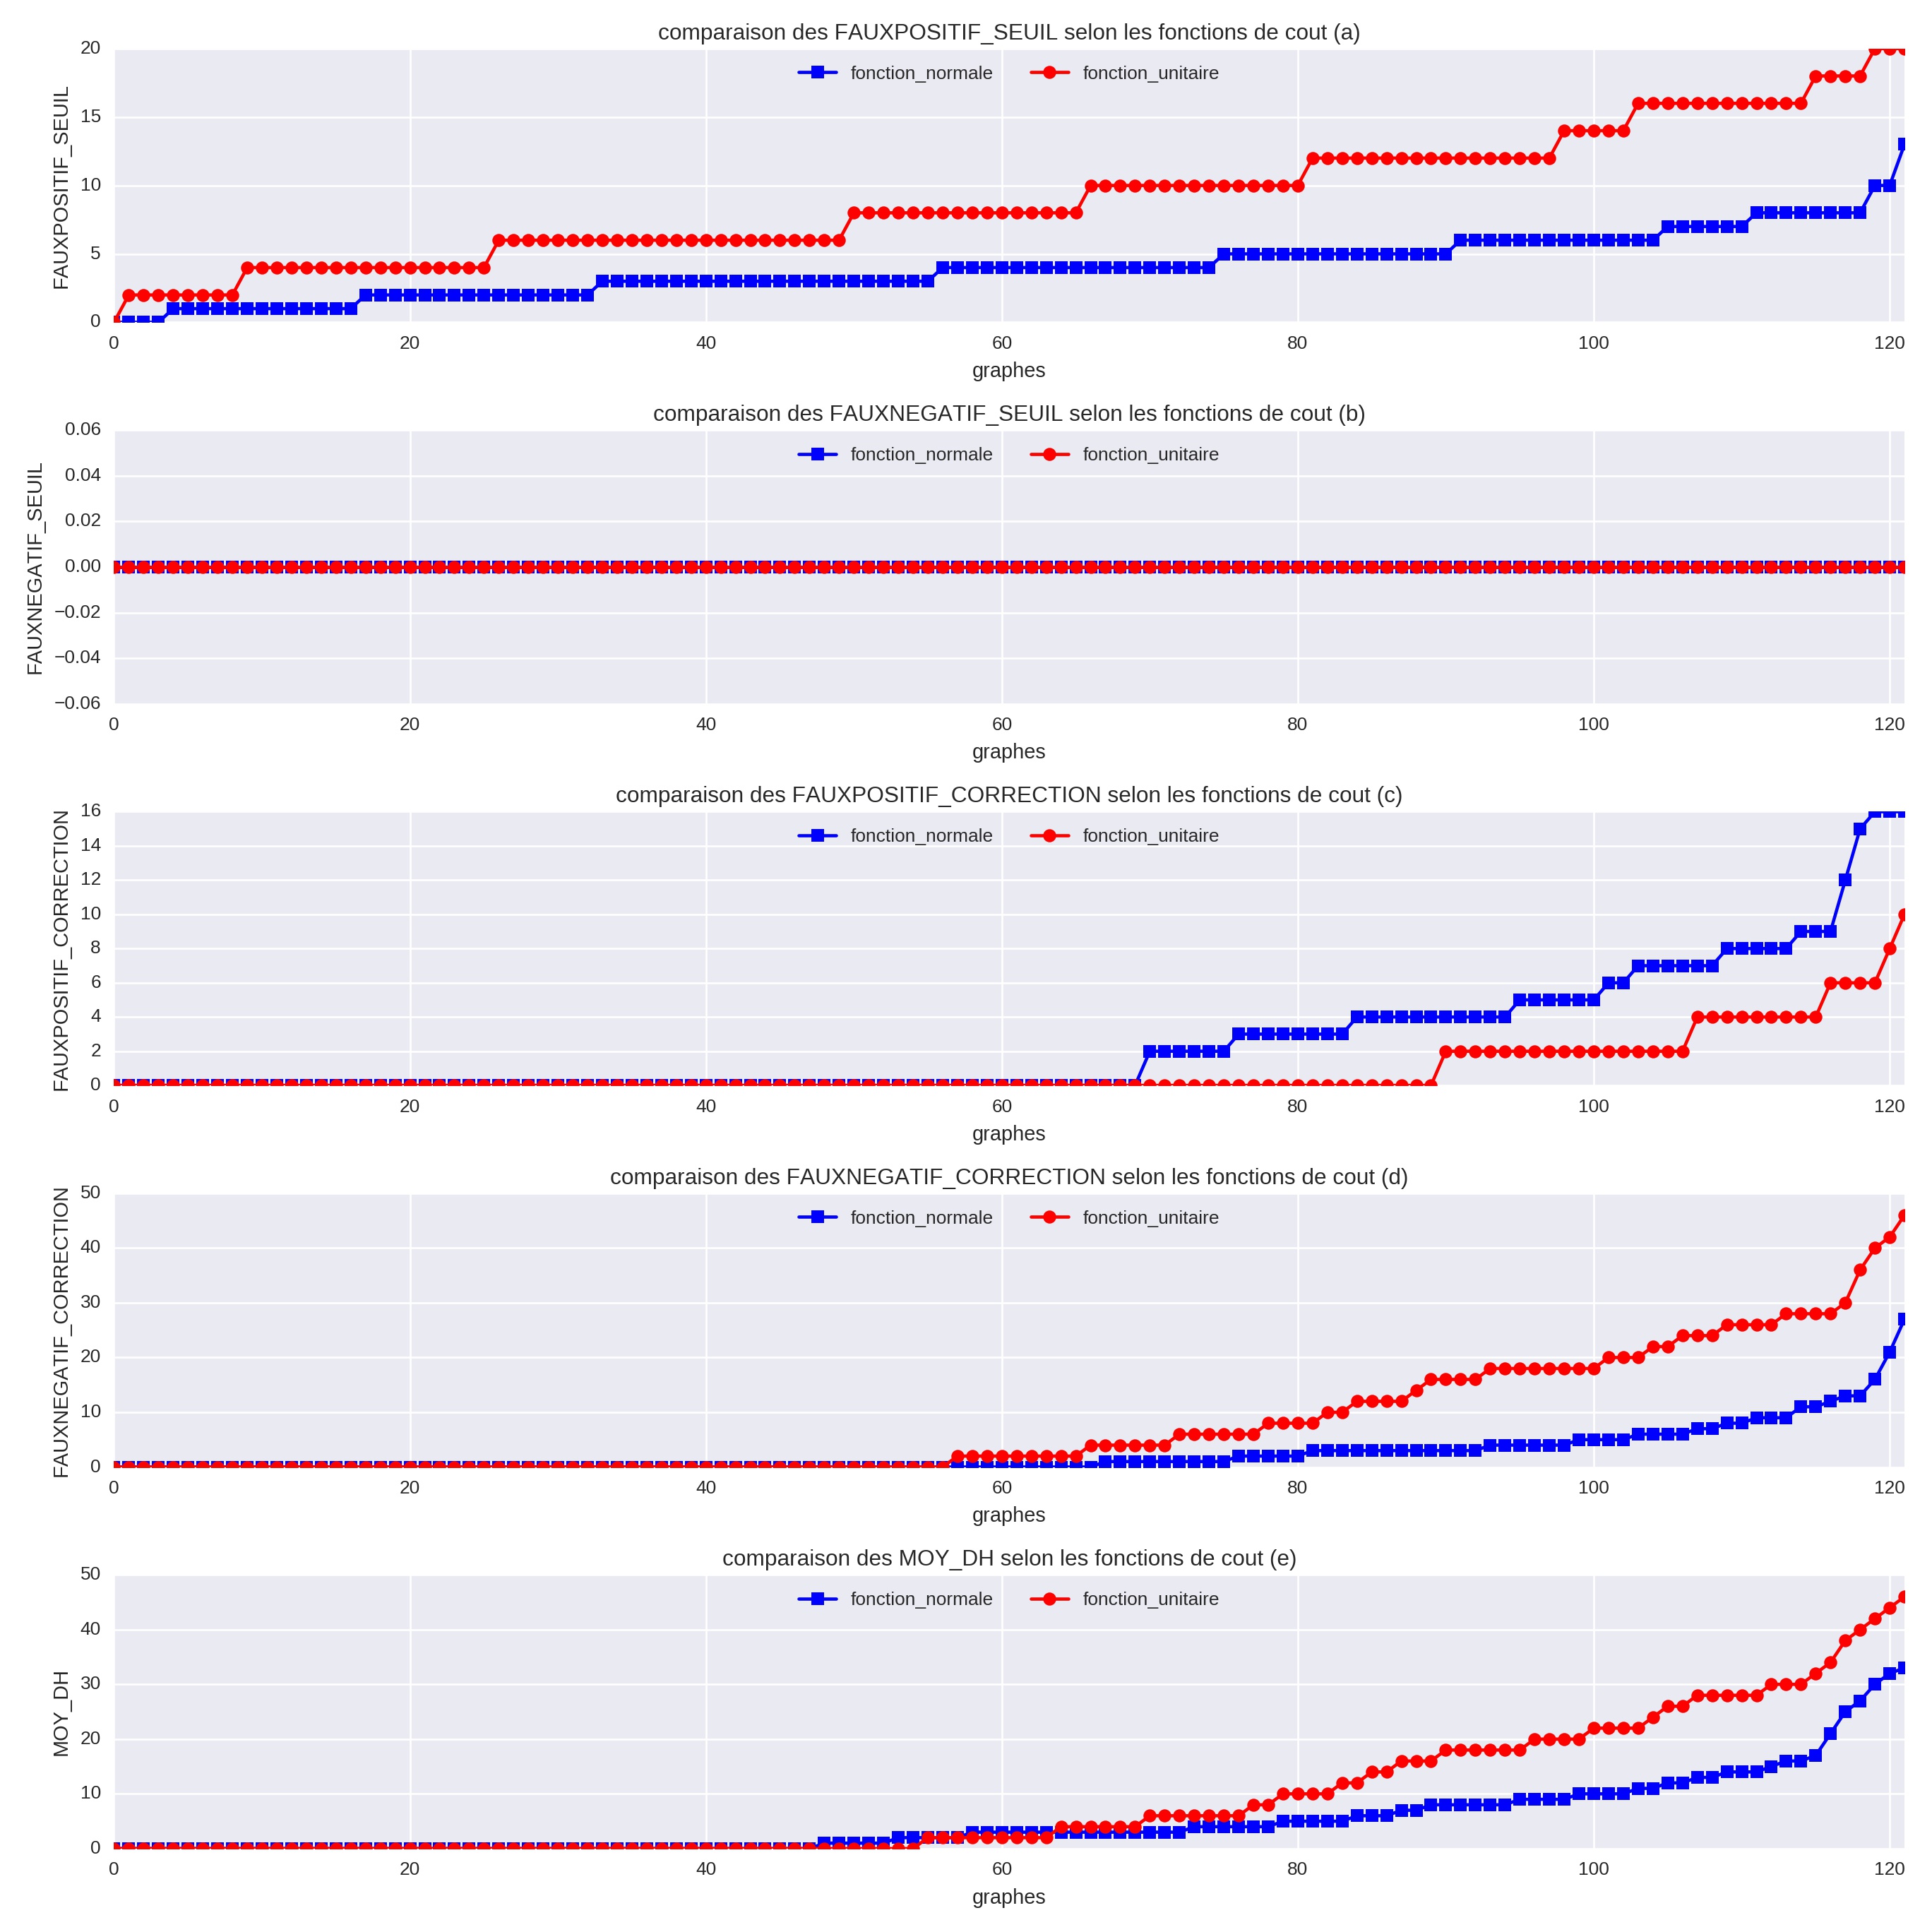 comparaison des FAUXPOSITIF_SEUIL selon les fonctions de cout (a)
fonction_normale fonction_unitaire
FAUXPOSITIF_SEUIL
20
15
10
5
0
0 20 40 60 80 100 120
graphes
comparaison des FAUXNEGATIF_SEUIL selon les fonctions de cout (b)
fonction_normale fonction_unitaire
FAUXNEGATIF_SEUIL
0.06
0.04
0.02
0.00
−0.02
−0.04
−0.06
0 20 40 60 80 100 120
graphes
comparaison des FAUXPOSITIF_CORRECTION selon les fonctions de cout (c)
fonction_normale fonction_unitaire
FAUXPOSITIF_CORRECTION
16
14
12
10
8
6
4
2
0
0 20 40 60 80 100 120
graphes
comparaison des FAUXNEGATIF_CORRECTION selon les fonctions de cout (d)
fonction_normale fonction_unitaire
FAUXNEGATIF_CORRECTION
50
40
30
20
10
0
0 20 40 60 80 100 120
graphes
comparaison des MOY_DH selon les fonctions de cout (e)
fonction_normale fonction_unitaire
MOY_DH
50
40
30
20
10
0
0 20 40 60 80 100 120
graphes